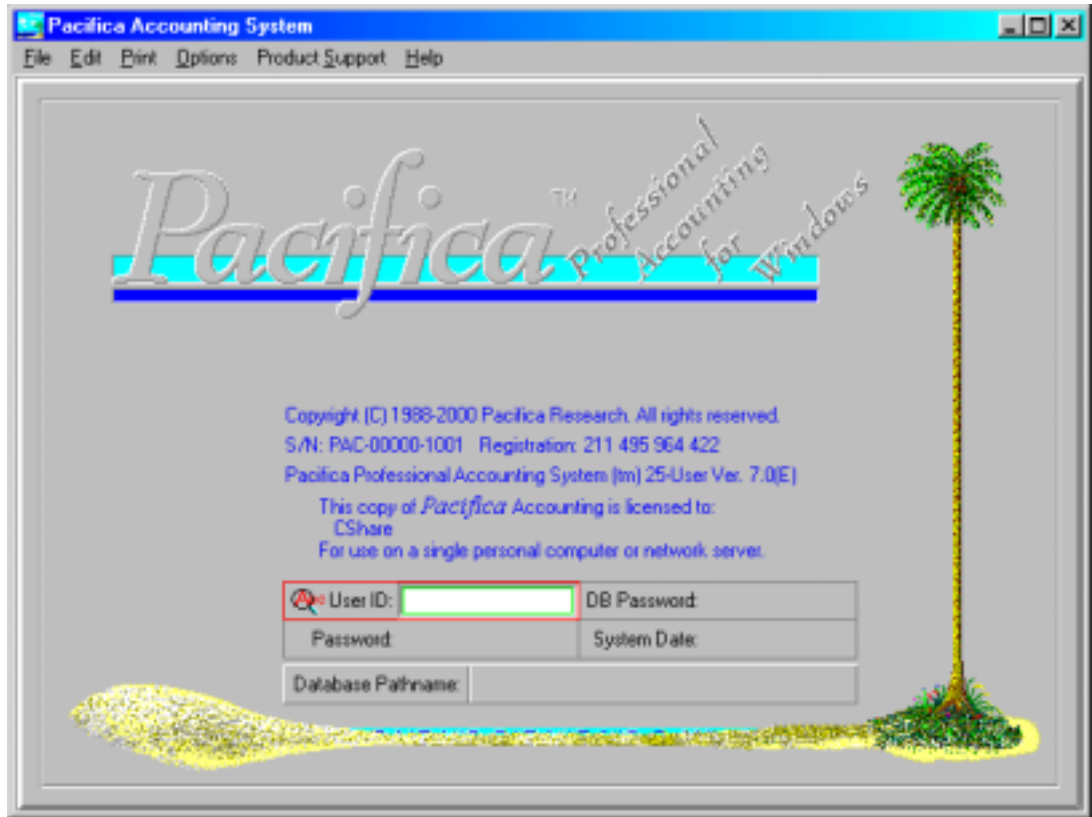 Pacifica Accounting System
File Edit Print Options Product Support Help
Pacifica™ Professional Accounting for Windows
Copyright (C) 1988-2000 Pacifica Research. All rights reserved.
S/N: PAC-00000-1001 Registration: 211 495 964 422
Pacifica Professional Accounting System (tm) 25-User Ver. 7.0(E)
This copy of Pacifica Accounting is licensed to:
CShare
For use on a single personal computer or network server.
User ID: DB Password:
Password: System Date:
Database Pathname: